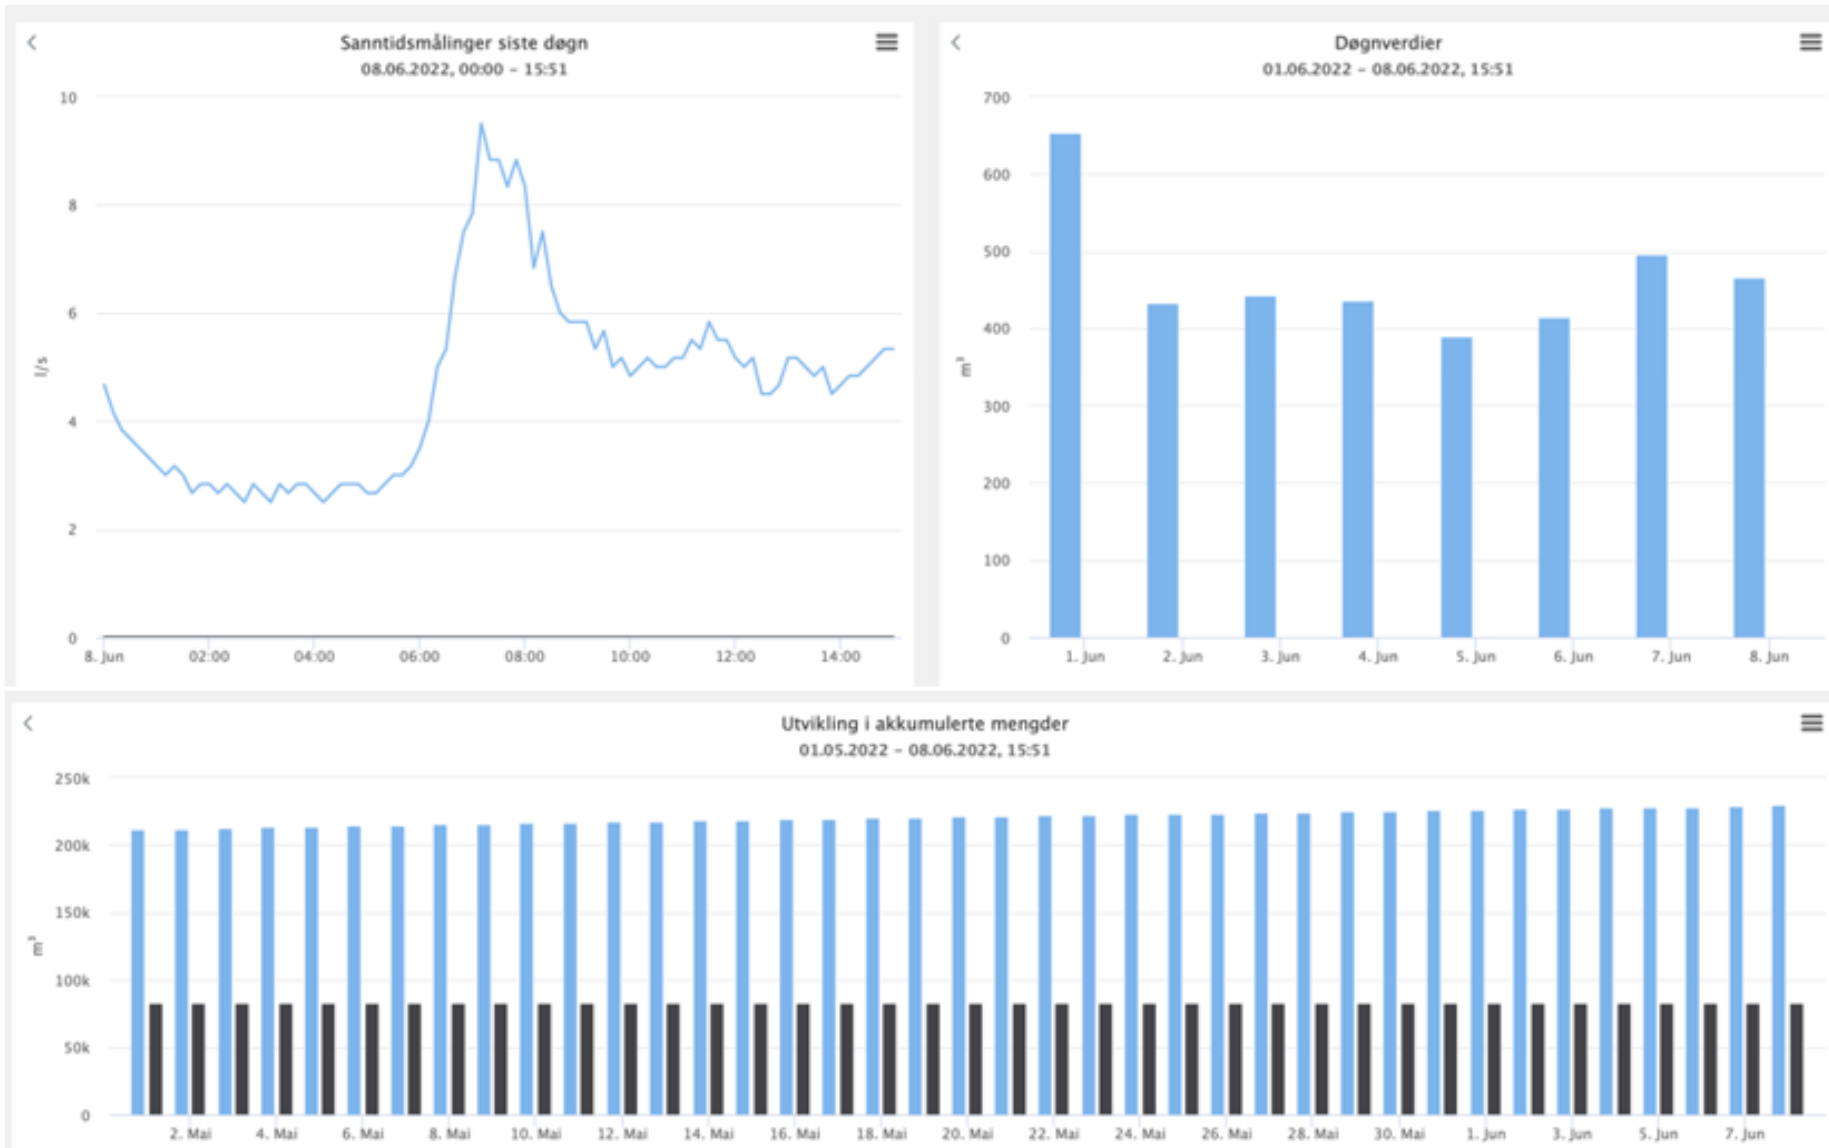 Sanntidsmålinger siste døgn
08.06.2022, 00:00 – 15:51
10
8
6
4
2
0
l/s
8. Jun 02:00 04:00 06:00 08:00 10:00 12:00 14:00
Døgnverdier
01.06.2022 – 08.06.2022, 15:51
700
600
500
400
300
200
100
0
m³
1. Jun 2. Jun 3. Jun 4. Jun 5. Jun 6. Jun 7. Jun 8. Jun
Utvikling i akkumulerte mengder
01.05.2022 – 08.06.2022, 15:51
250k
200k
150k
100k
50k
0
m³
2. Mai 4. Mai 6. Mai 8. Mai 10. Mai 12. Mai 14. Mai 16. Mai 18. Mai 20. Mai 22. Mai 24. Mai 26. Mai 28. Mai 30. Mai 1. Jun 3. Jun 5. Jun 7. Jun